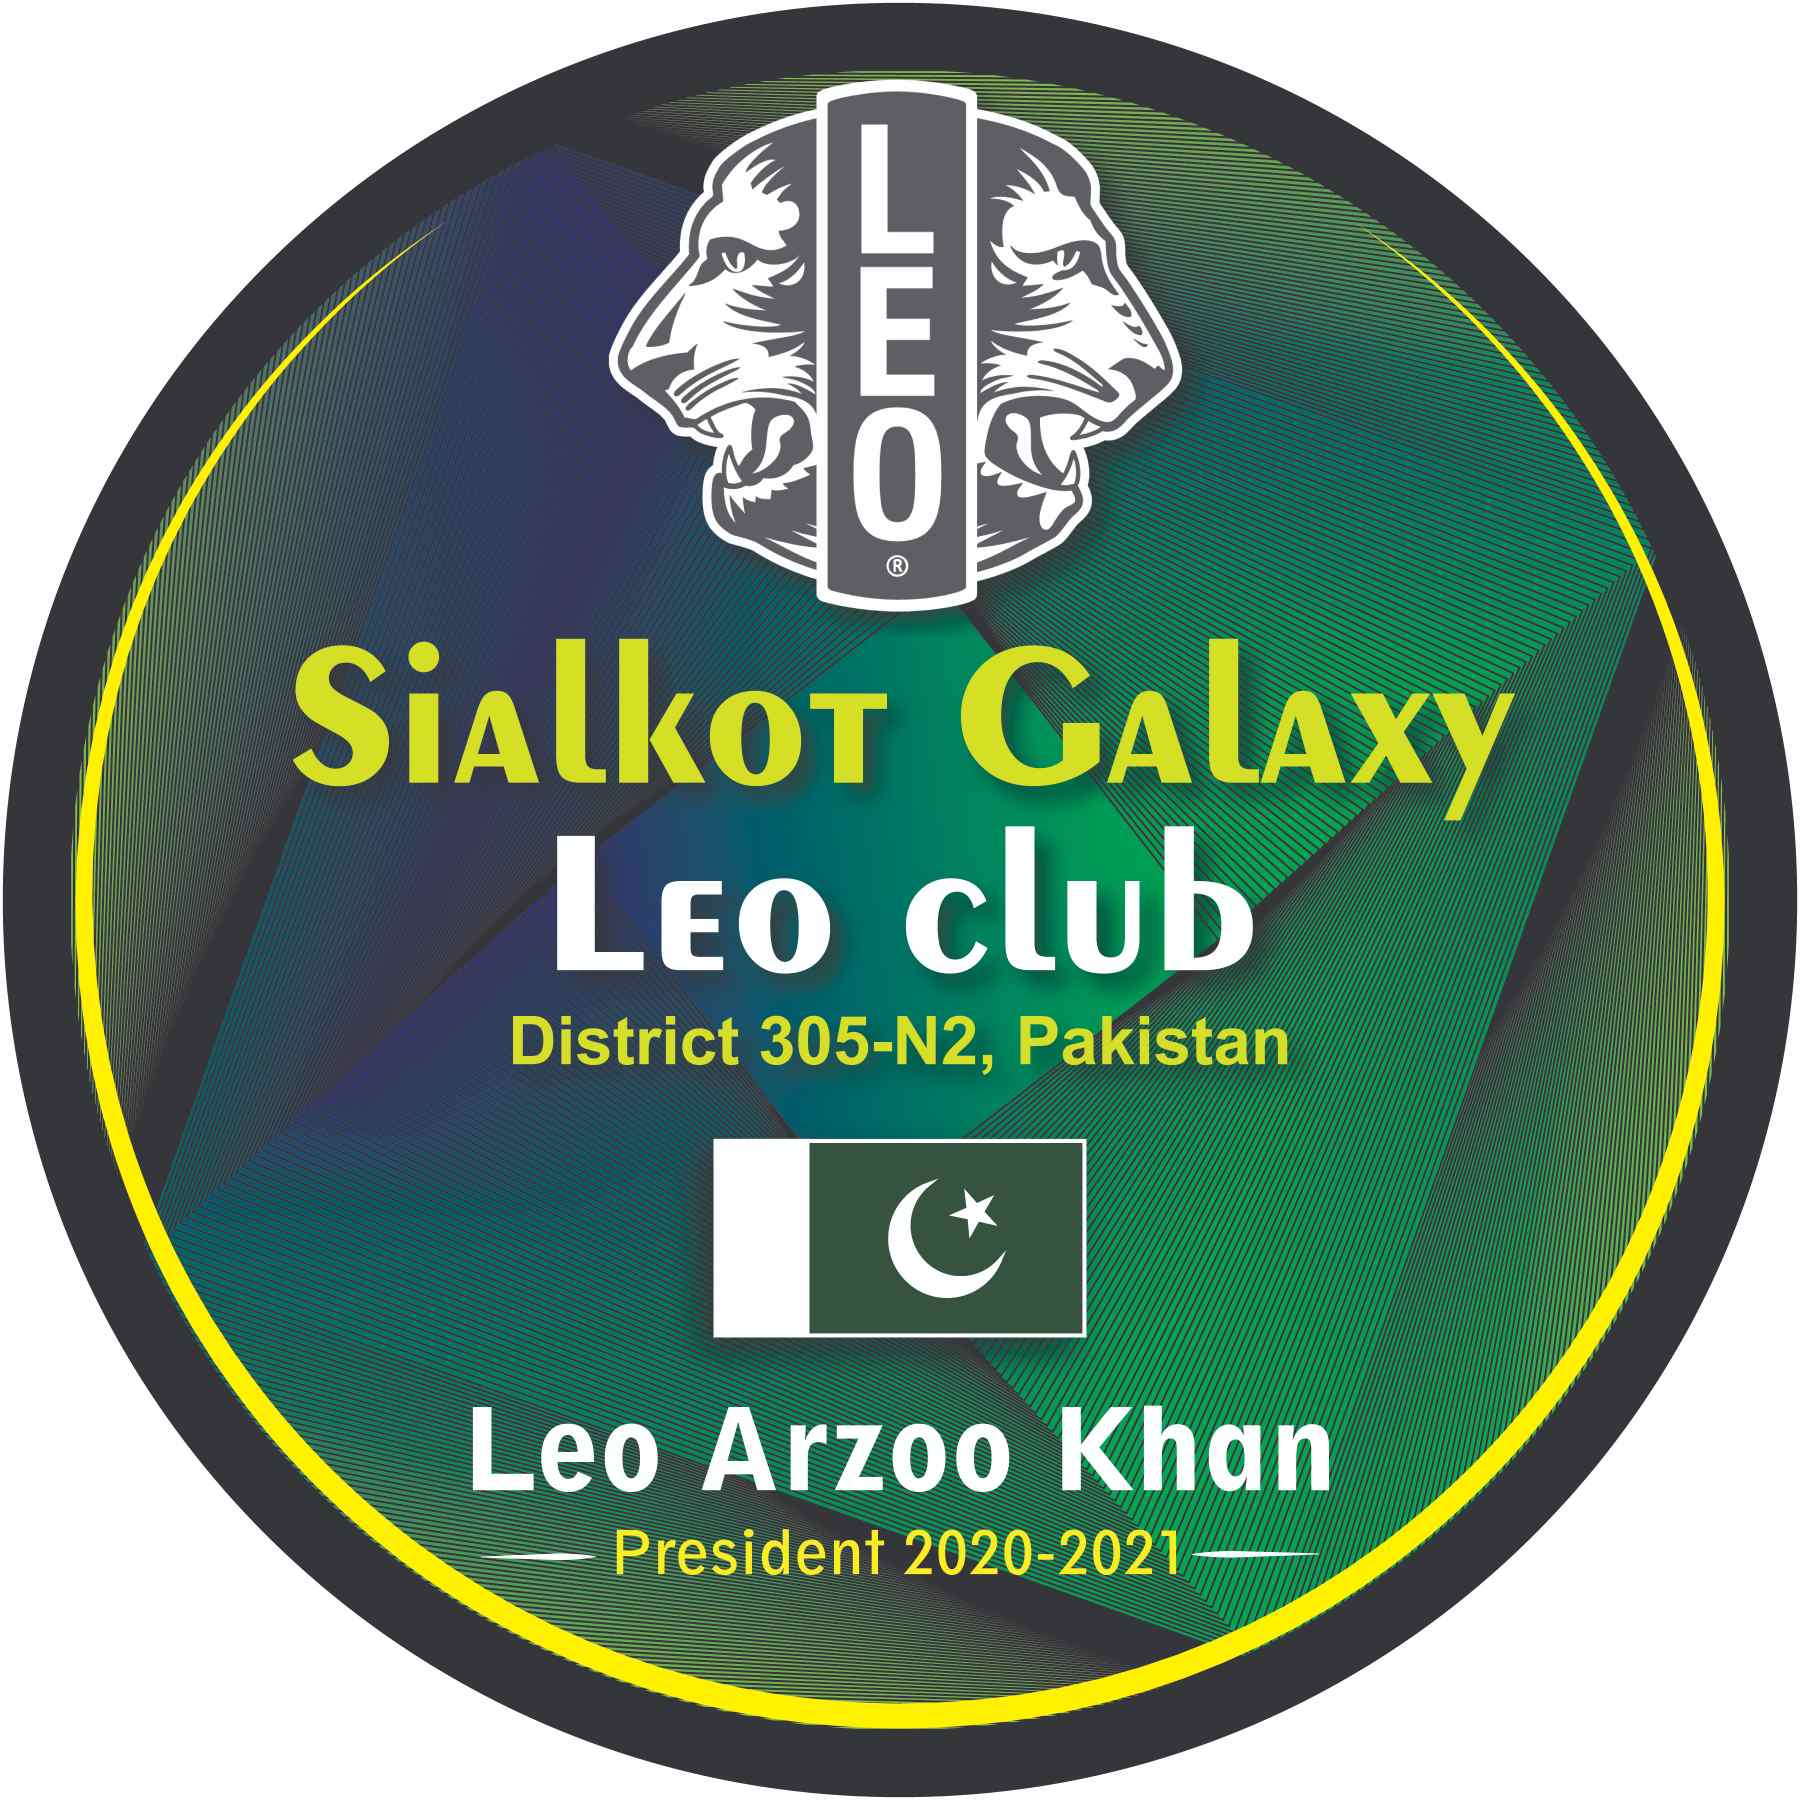 LEO
®
Sialkot Galaxy
Leo club
District 305-N2, Pakistan
Leo Arzoo Khan
President 2020-2021